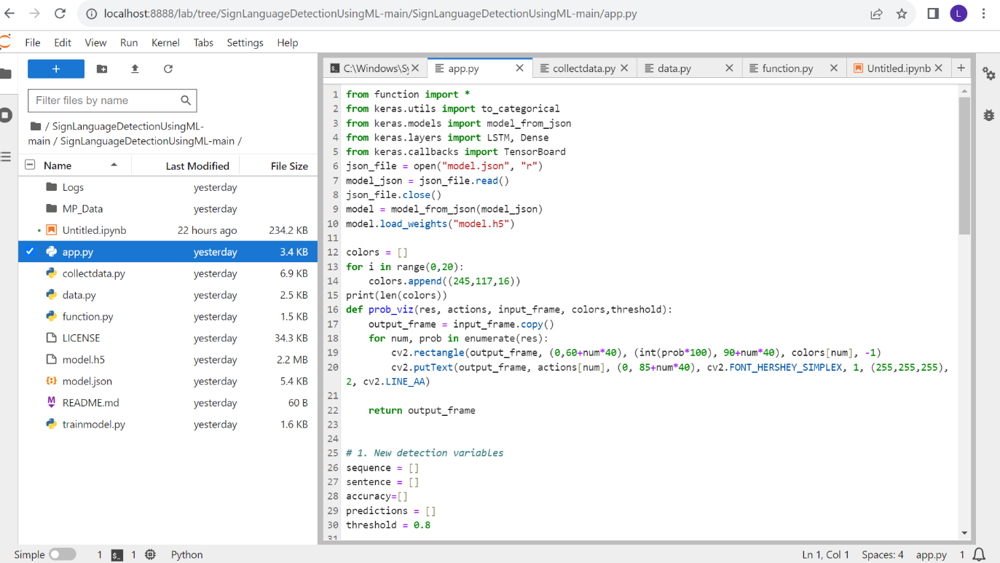 localhost:8888/lab/tree/SignLanguageDetectionUsingML-main/SignLanguageDetectionUsingML-main/app.py
L
File Edit View Run Kernel Tabs Settings Help
+
Filter files by name
/ SignLanguageDetectionUsingML-
main / SignLanguageDetectionUsingML-main /
Name Last Modified File Size
Logs yesterday
MP_Data yesterday
Untitled.ipynb 22 hours ago 234.2 KB
app.py yesterday 3.4 KB
collectdata.py yesterday 6.9 KB
data.py yesterday 2.5 KB
function.py yesterday 1.5 KB
LICENSE yesterday 34.3 KB
model.h5 yesterday 2.2 MB
model.json yesterday 5.4 KB
README.md yesterday 60 B
trainmodel.py yesterday 1.6 KB
C:\Windows\Sy app.py collectdata.py data.py function.py Untitled.ipynb +
1 from function import *
2 from keras.utils import to_categorical
3 from keras.models import model_from_json
4 from keras.layers import LSTM, Dense
5 from keras.callbacks import TensorBoard
6 json_file = open("model.json", "r")
7 model_json = json_file.read()
8 json_file.close()
9 model = model_from_json(model_json)
10 model.load_weights("model.h5")
11
12 colors = []
13 for i in range(0,20):
14     colors.append((245,117,16))
15 print(len(colors))
16 def prob_viz(res, actions, input_frame, colors,threshold):
17     output_frame = input_frame.copy()
18     for num, prob in enumerate(res):
19         cv2.rectangle(output_frame, (0,60+num*40), (int(prob*100), 90+num*40), colors[num], -1)
20         cv2.putText(output_frame, actions[num], (0, 85+num*40), cv2.FONT_HERSHEY_SIMPLEX, 1, (255,255,255),
2, cv2.LINE_AA)
21
22     return output_frame
23
24
25 # 1. New detection variables
26 sequence = []
27 sentence = []
28 accuracy=[]
29 predictions = []
30 threshold = 0.8
31
Simple 1 $_ 1 Python Ln 1, Col 1 Spaces: 4 app.py 1